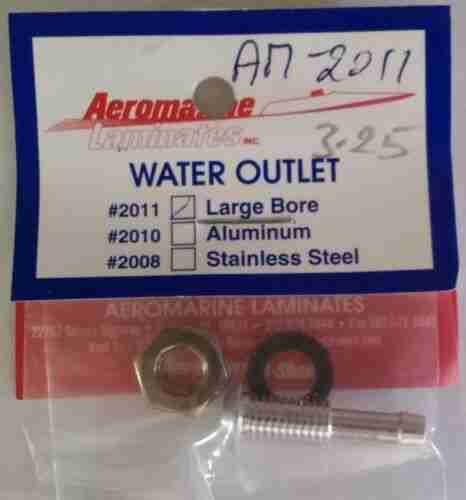 AM-2011
Aeromarine
Laminates INC.
3.25
WATER OUTLET
#2011 Large Bore
#2010 Aluminum
#2008 Stainless Steel
AEROMARINE LAMINATES